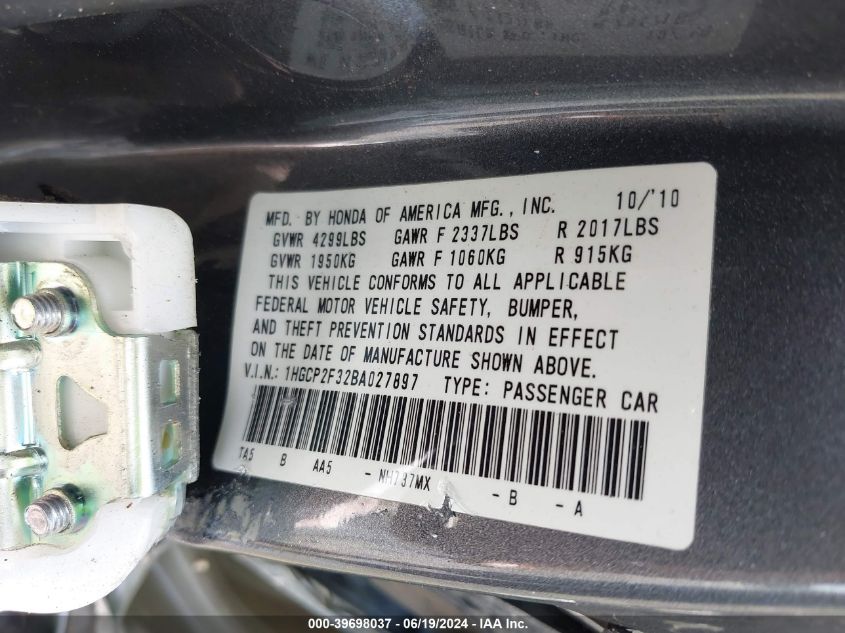 MFD. BY HONDA OF AMERICA MFG., INC. 10/'10
GVWR 4299LBS GAWR F 2337LBS R 2017LBS
GVWR 1950KG GAWR F 1060KG R 915KG
THIS VEHICLE CONFORMS TO ALL APPLICABLE
FEDERAL MOTOR VEHICLE SAFETY, BUMPER,
AND THEFT PREVENTION STANDARDS IN EFFECT
ON THE DATE OF MANUFACTURE SHOWN ABOVE.
V.I.N.: 1HGCP2F32BA027897 TYPE: PASSENGER CAR
TA5 B AA5 - NH737MX - B - A
000-39698037 - 06/19/2024 - IAA Inc.